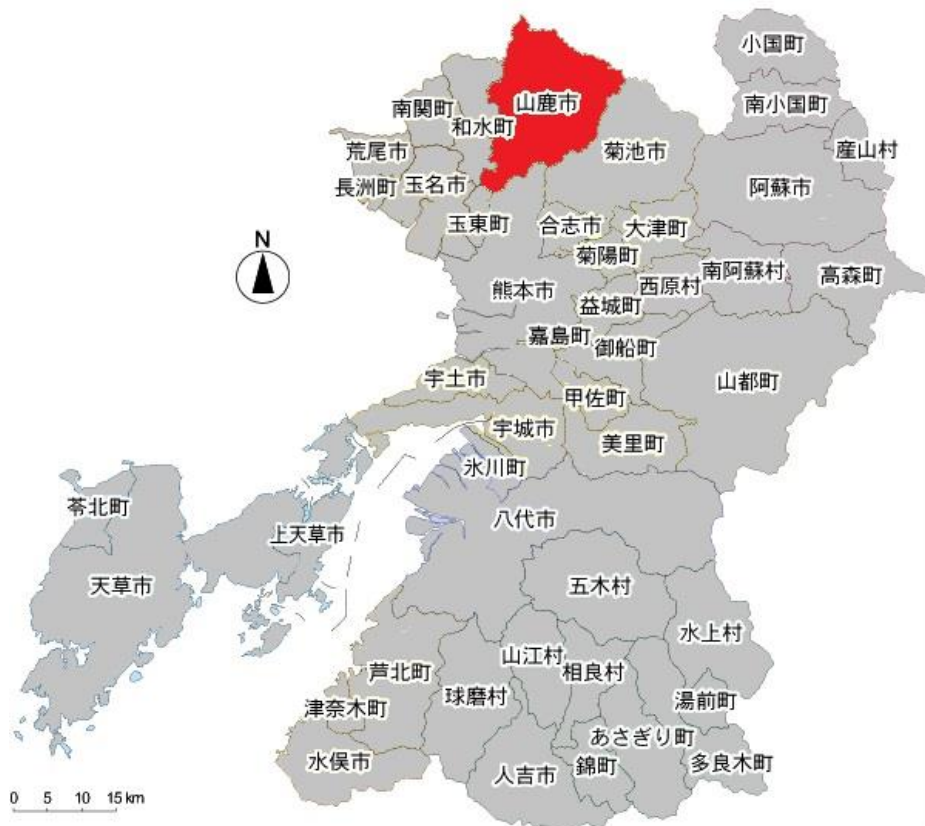 小国町
山鹿市
南小国町
南関町
和水町
産山村
荒尾市
菊池市
長洲町
玉名市
阿蘇市
玉東町
合志市
大津町
N
菊陽町
南阿蘇村
高森町
西原村
熊本市
益城町
嘉島町
御船町
宇土市
山都町
甲佐町
宇城市
美里町
氷川町
苓北町
八代市
上天草市
天草市
五木村
水上村
山江村
相良村
芦北町
球磨村
湯前町
津奈木町
あさぎり町
水俣市
多良木町
人吉市
錦町
0 5 10 15 km